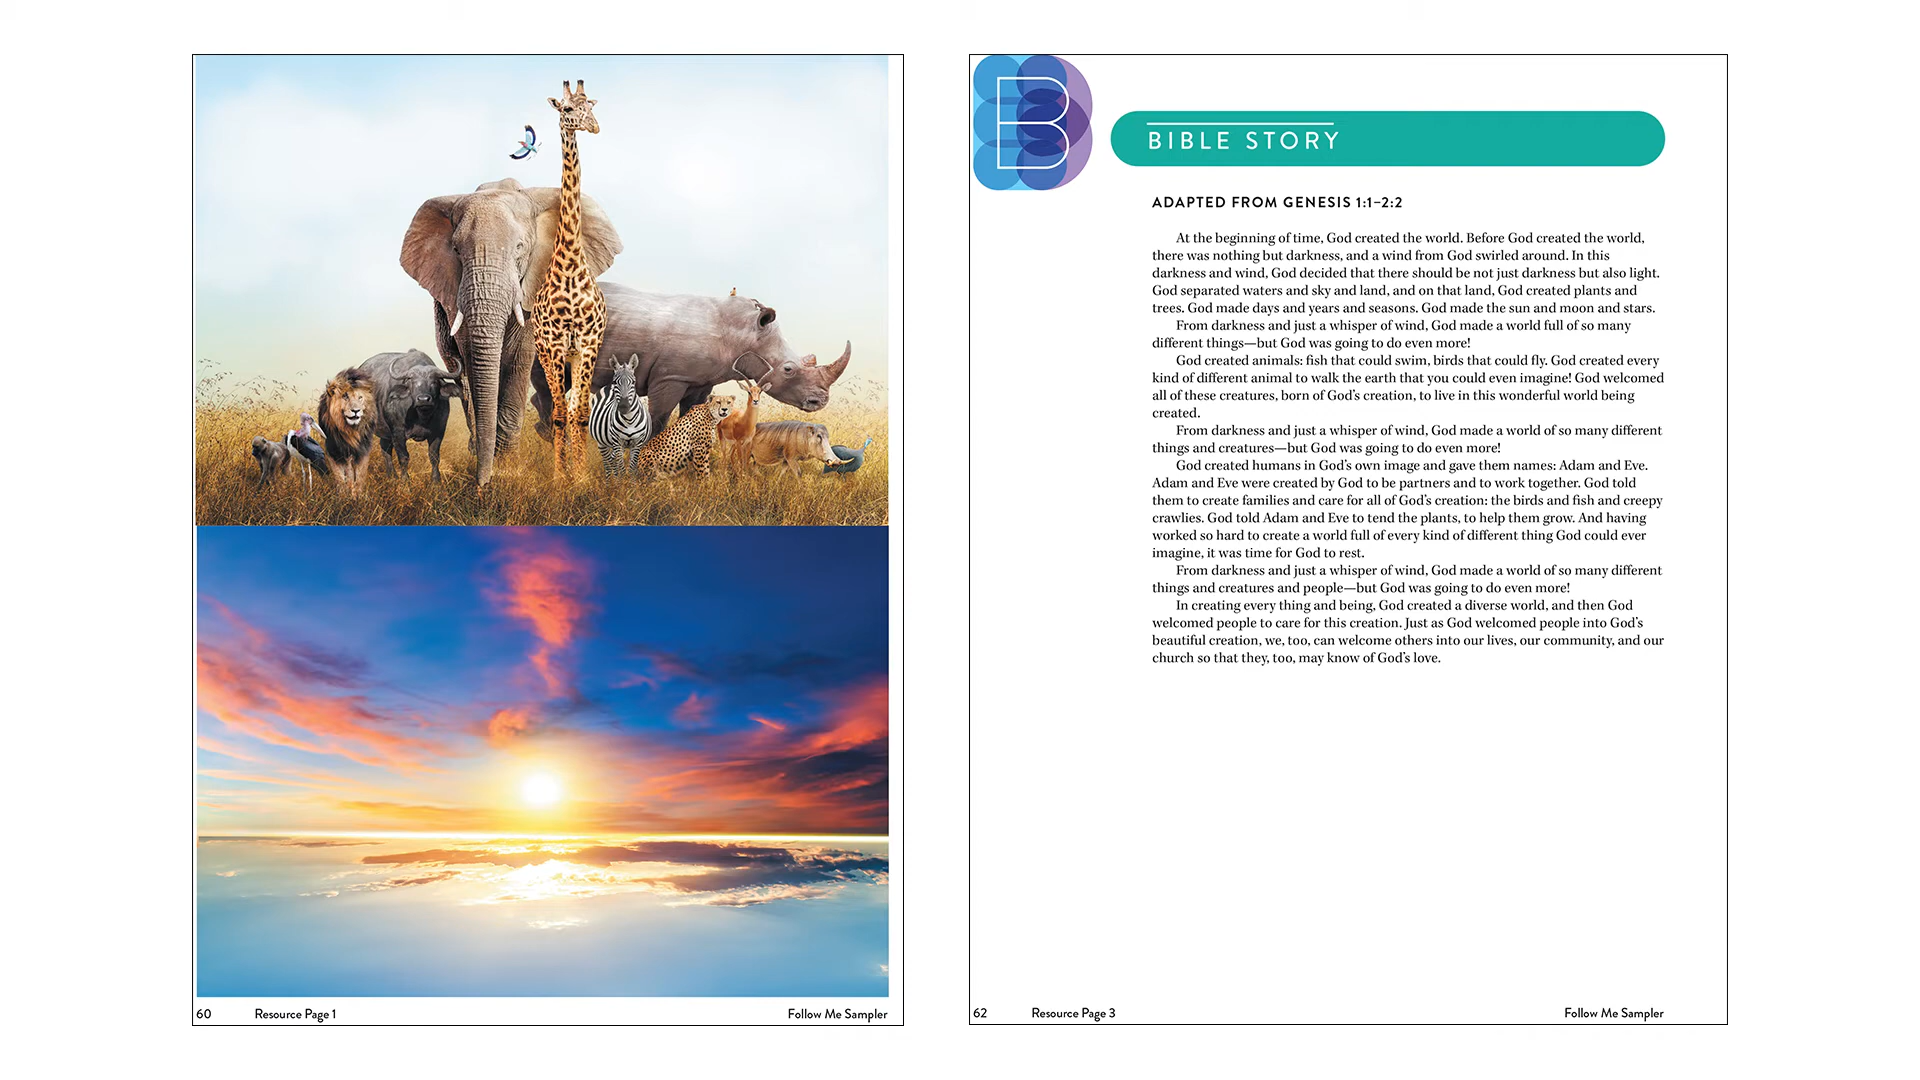 60
Resource Page 1
Follow Me Sampler
B
BIBLE STORY
ADAPTED FROM GENESIS 1:1–2:2
At the beginning of time, God created the world. Before God created the world,
there was nothing but darkness, and a wind from God swirled around. In this
darkness and wind, God decided that there should be not just darkness but also light.
God separated waters and sky and land, and on that land, God created plants and
trees. God made days and years and seasons. God made the sun and moon and stars.
From darkness and just a whisper of wind, God made a world full of so many
different things—but God was going to do even more!
God created animals: fish that could swim, birds that could fly. God created every
kind of different animal to walk the earth that you could even imagine! God welcomed
all of these creatures, born of God’s creation, to live in this wonderful world being
created.
From darkness and just a whisper of wind, God made a world of so many different
things and creatures—but God was going to do even more!
God created humans in God’s own image and gave them names: Adam and Eve.
Adam and Eve were created by God to be partners and to work together. God told
them to create families and care for all of God’s creation: the birds and fish and creepy
crawlies. God told Adam and Eve to tend the plants, to help them grow. And having
worked so hard to create a world full of every kind of different thing God could ever
imagine, it was time for God to rest.
From darkness and just a whisper of wind, God made a world of so many different
things and creatures and people—but God was going to do even more!
In creating every thing and being, God created a diverse world, and then God
welcomed people to care for this creation. Just as God welcomed people into God’s
beautiful creation, we, too, can welcome others into our lives, our community, and our
church so that they, too, may know of God’s love.
62
Resource Page 3
Follow Me Sampler